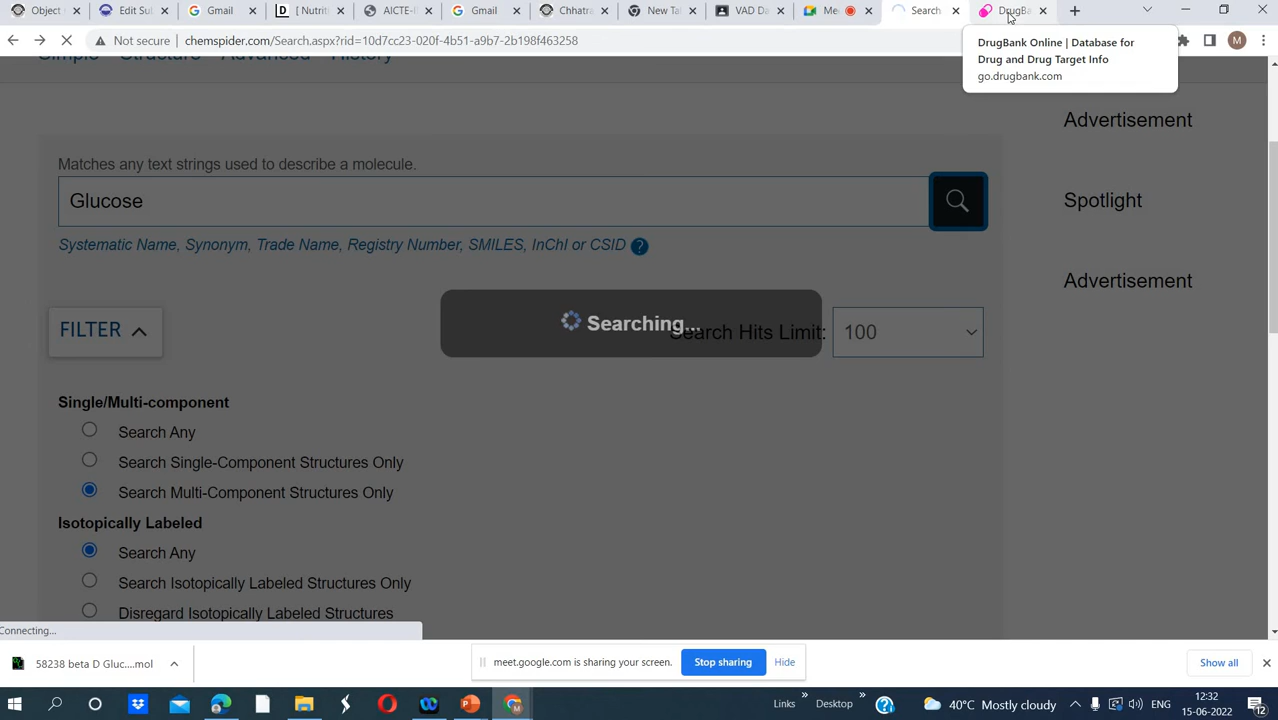 Object
Edit Sul
Gmail
[ Nutriti
AICTE-I
Gmail
Chhatra
New Tal
VAD Da
Mee
Search
DrugBa
Not secure
chemspider.com/Search.aspx?rid=10d7cc23-020f-4b51-a9b7-2b198f463258
M
DrugBank Online | Database for
Drug and Drug Target Info
go.drugbank.com
Simple Structure Advanced History
Advertisement
Matches any text strings used to describe a molecule.
Glucose
Spotlight
Systematic Name, Synonym, Trade Name, Registry Number, SMILES, InChI or CSID ?
Advertisement
FILTER
Searching...
Search Hits Limit:
100
Single/Multi-component
Search Any
Search Single-Component Structures Only
Search Multi-Component Structures Only
Isotopically Labeled
Search Any
Search Isotopically Labeled Structures Only
Disregard Isotopically Labeled Structures
Connecting...
58238 beta D Gluc....mol
meet.google.com is sharing your screen.
Stop sharing
Hide
Show all
Links
Desktop
40°C Mostly cloudy
ENG
12:32
15-06-2022
12